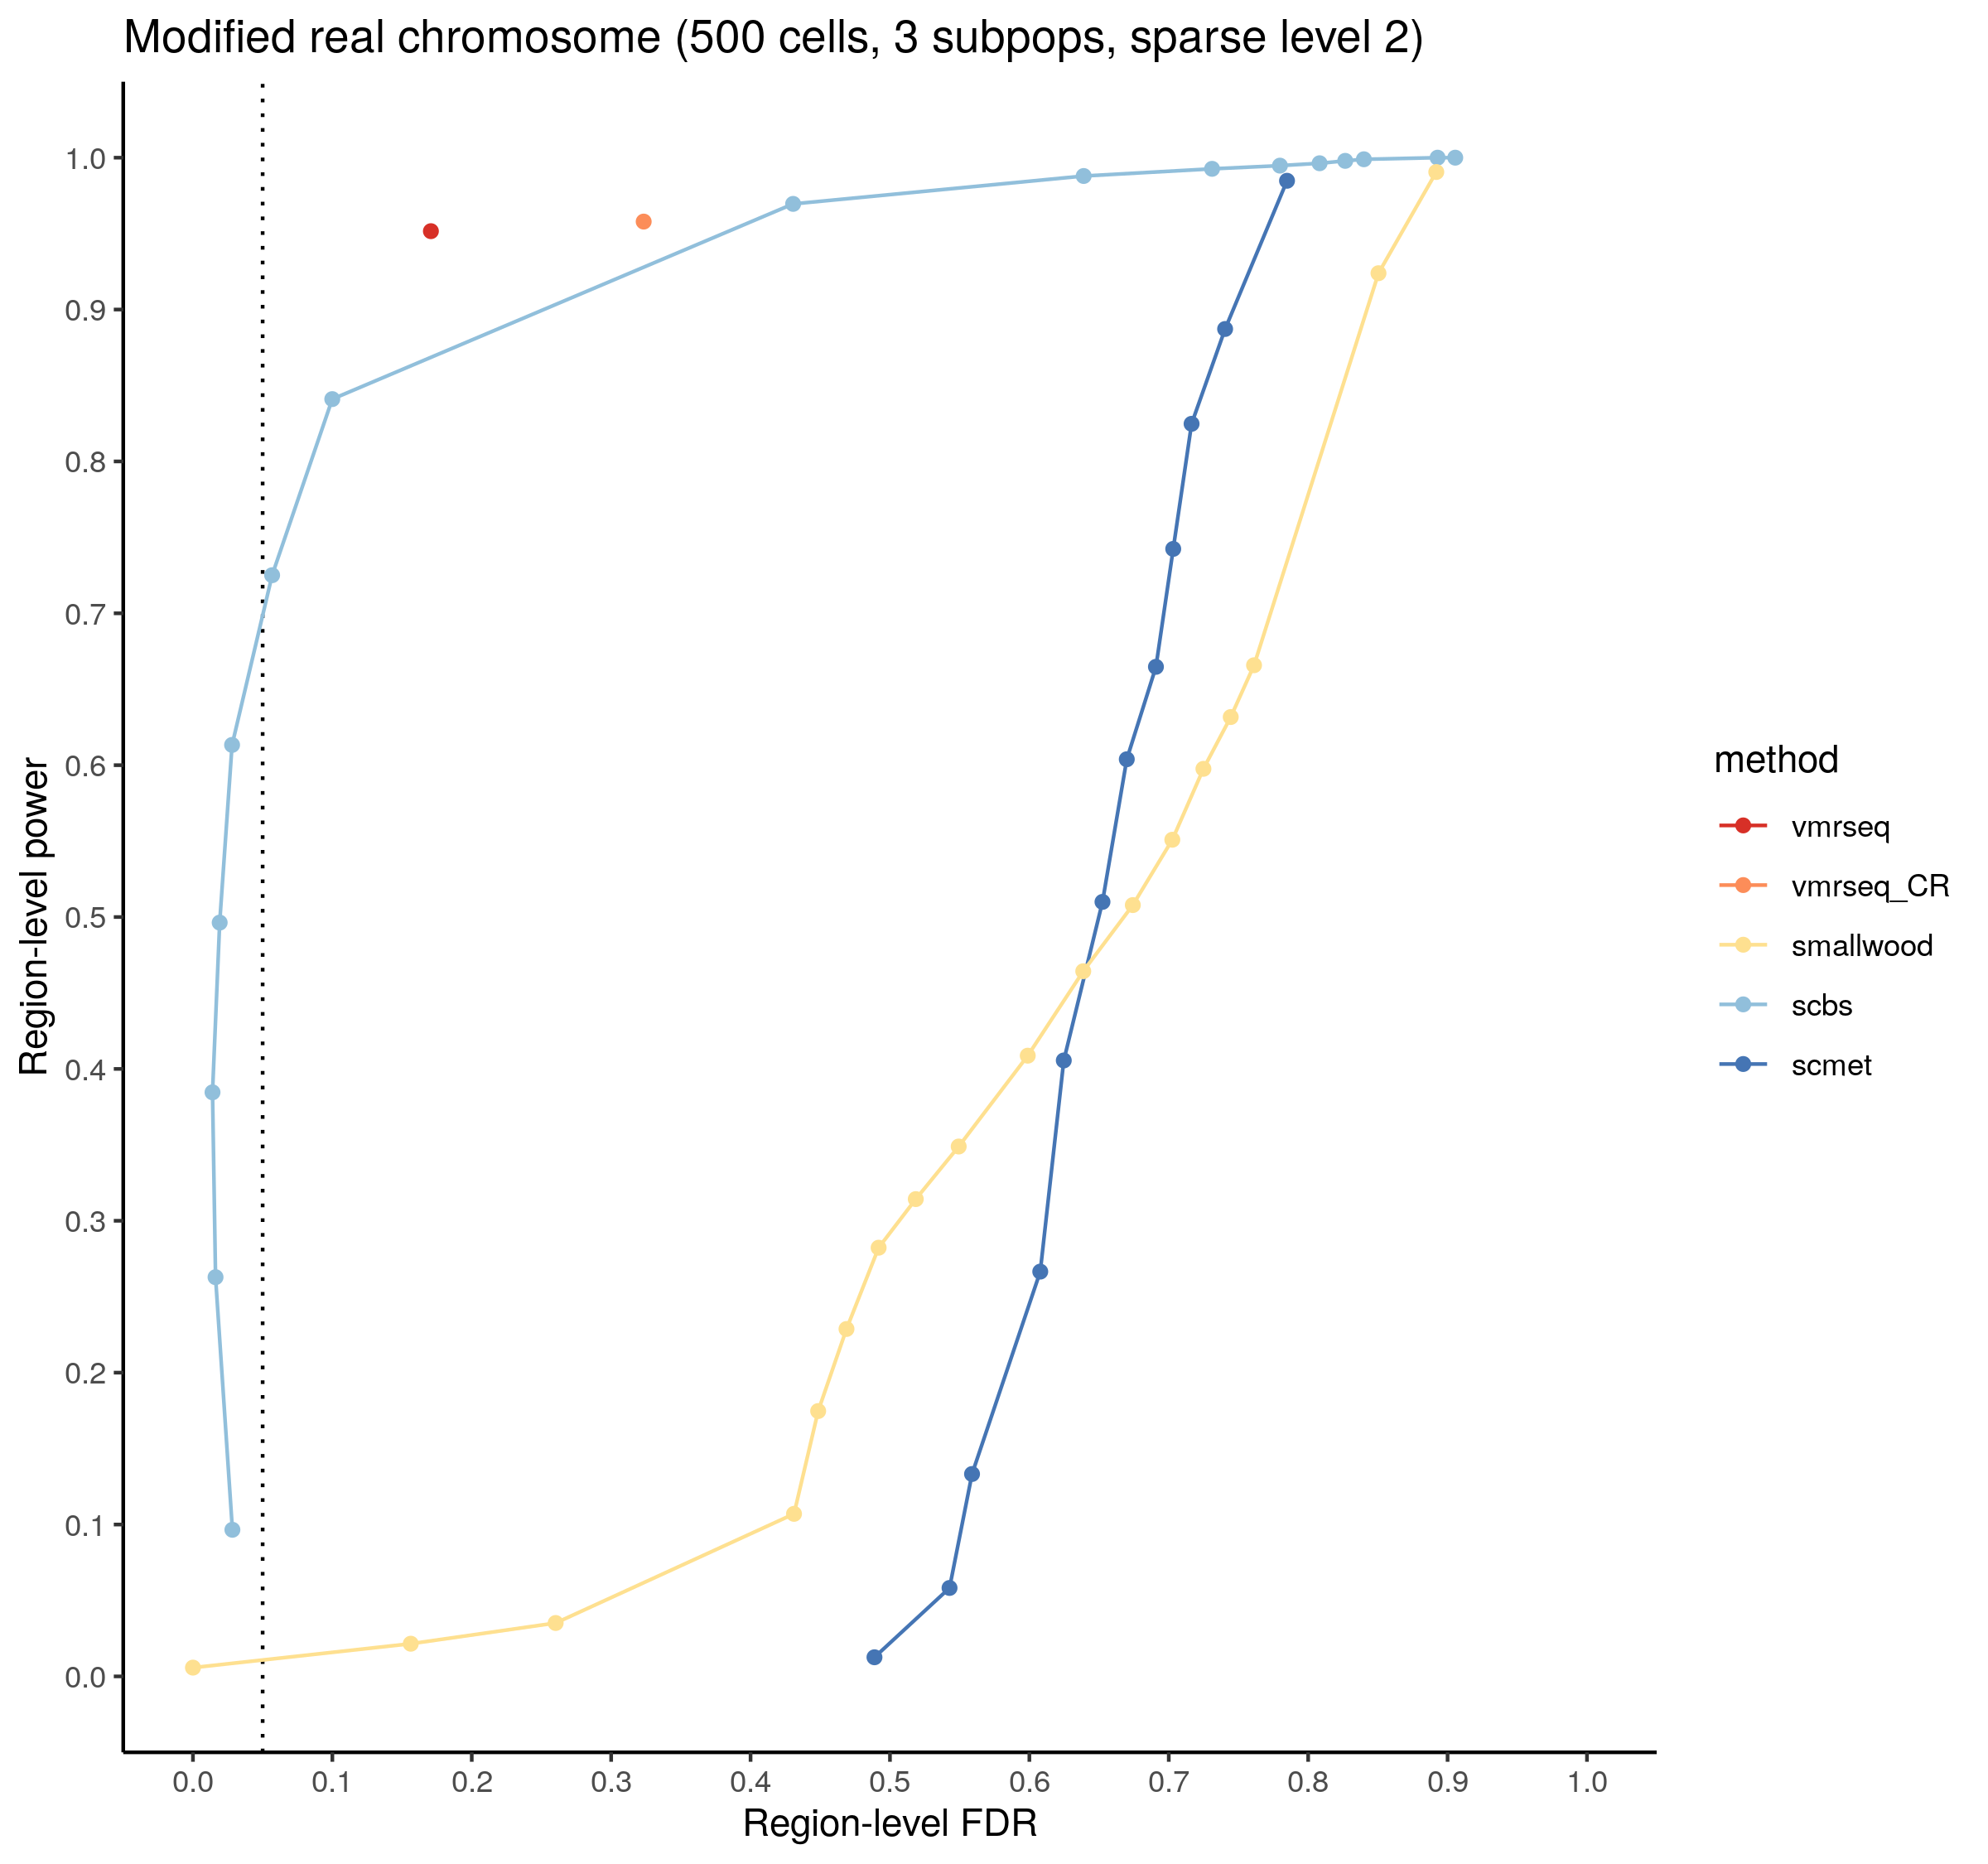 Modified real chromosome (500 cells, 3 subpops, sparse level 2)
Region-level power
1.0
0.9
0.8
0.7
0.6
0.5
0.4
0.3
0.2
0.1
0.0
0.0 0.1 0.2 0.3 0.4 0.5 0.6 0.7 0.8 0.9 1.0
Region-level FDR
method
vmrseq
vmrseq_CR
smallwood
scbs
scmet